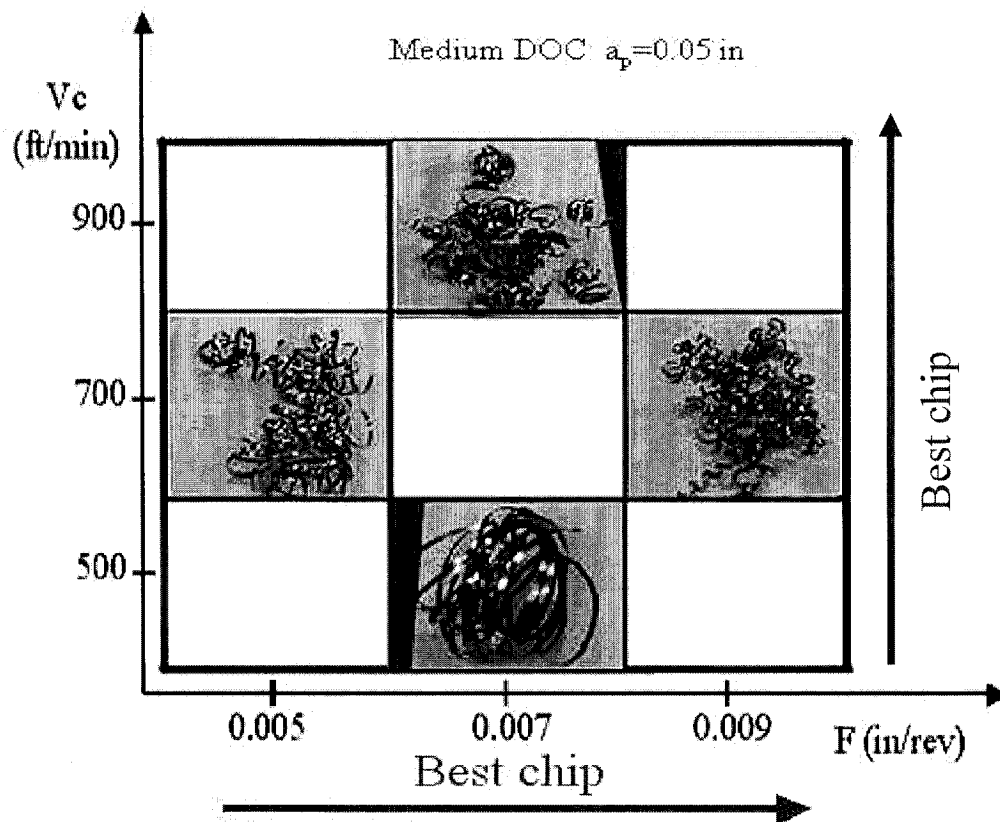 Medium DOC aₚ=0.05 in
Vc
(ft/min)
900
700
500
0.005
0.007
0.009
F (in/rev)
Best chip
Best chip